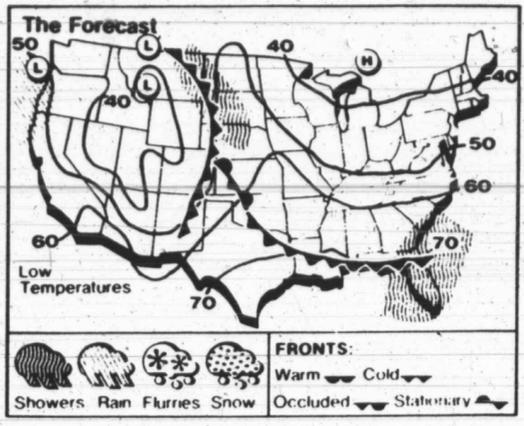 The Forecast
50
L
40
H
L
L
40
40
50
60
60
70
70
Low
Temperatures
Showers Rain Flurries Snow
FRONTS:
Warm Cold
Occluded Stationary